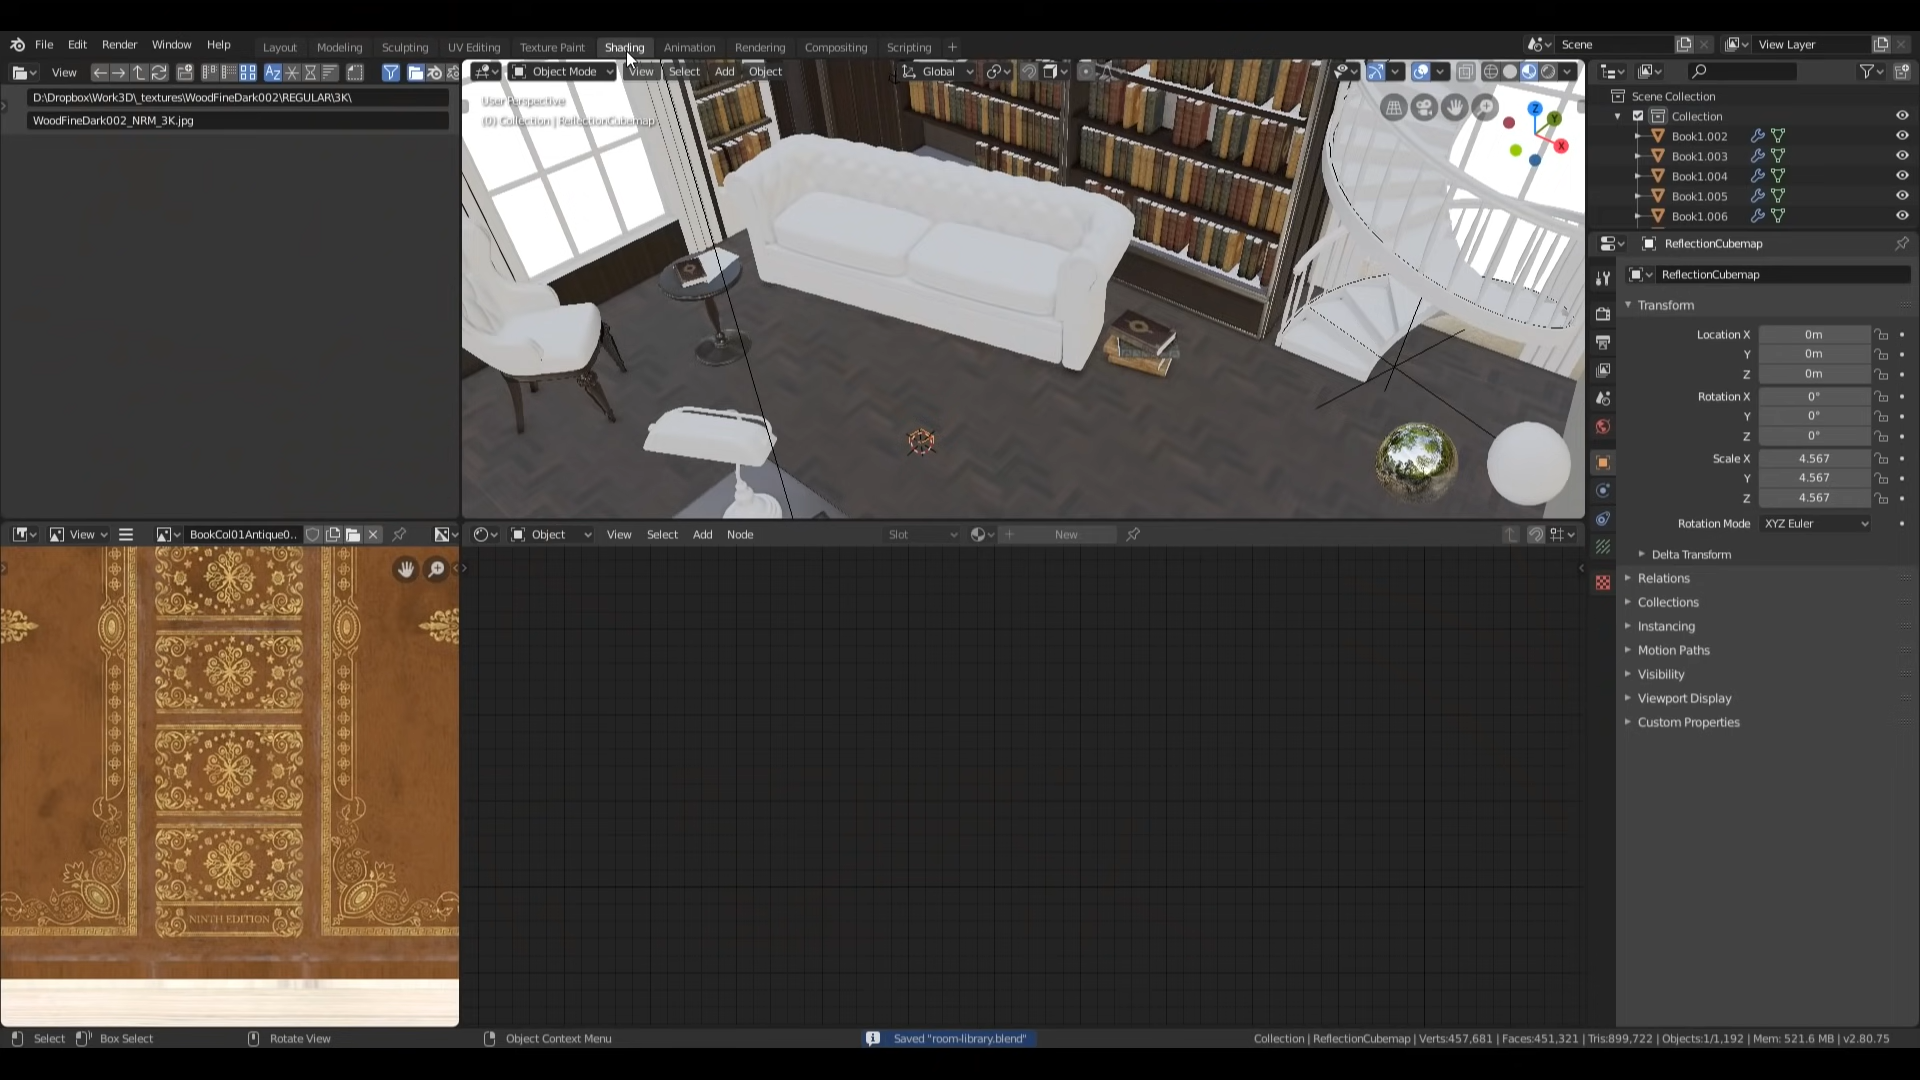 File Edit Render Window Help
Layout Modeling Sculpting UV Editing Texture Paint Shading Animation Rendering Compositing Scripting +
Scene
View Layer
View
D:\Dropbox\Work3D\_textures\WoodFineDark002\REGULAR\3K\
WoodFineDark002_NRM_3K.jpg
Object Mode View Select Add Object
Global
User Perspective
(0) Collection | ReflectionCubemap
Z
Y
X
Scene Collection
Collection
Book1.002
Book1.003
Book1.004
Book1.005
Book1.006
ReflectionCubemap
ReflectionCubemap
Transform
Location X 0m
Y 0m
Z 0m
Rotation X 0°
Y 0°
Z 0°
Scale X 4.567
Y 4.567
Z 4.567
Rotation Mode XYZ Euler
Delta Transform
Relations
Collections
Instancing
Motion Paths
Visibility
Viewport Display
Custom Properties
View
BookCol01Antique0..
NINTH EDITION
Object View Select Add Node
Slot
New
Select Box Select Rotate View Object Context Menu
Saved "room-library.blend"
Collection | ReflectionCubemap | Verts:457,681 | Faces:451,321 | Tris:899,722 | Objects:1/1,192 | Mem: 521.6 MB | v2.80.75